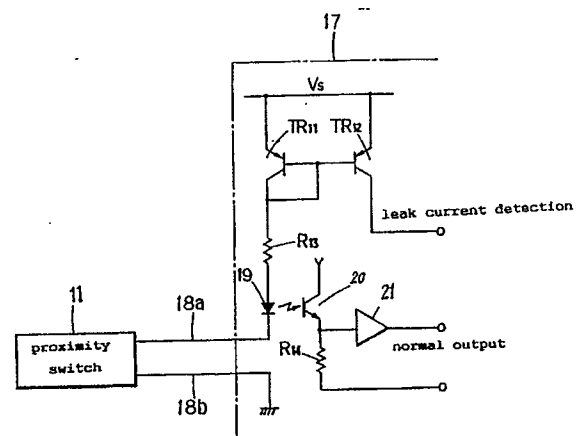 17
Vs
TR11
TR12
leak current detection
R13
19
20
21
11
18a
proximity
switch
normal output
R14
18b